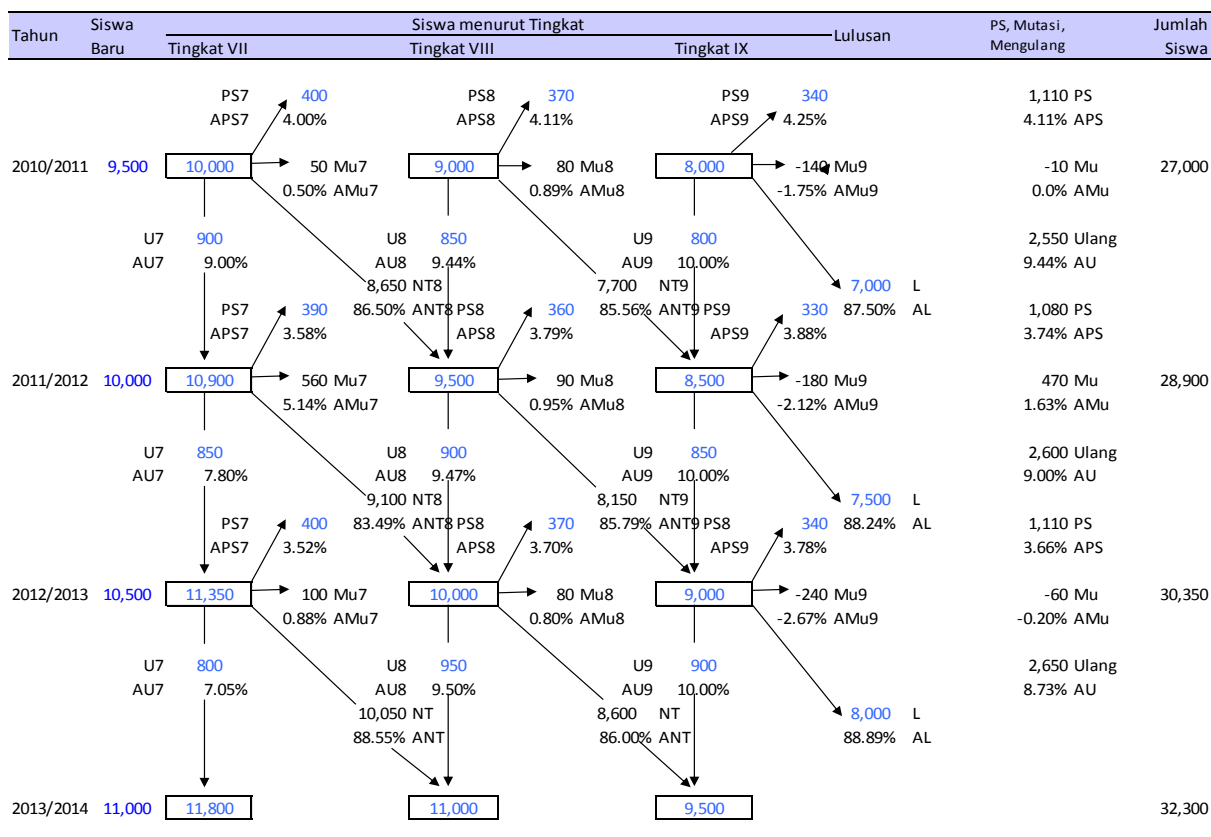 Tahun Siswa Baru Siswa menurut Tingkat Lulusan PS, Mutasi, Mengulang Jumlah Siswa
Tingkat VII Tingkat VIII Tingkat IX
PS7 400 PS8 370 PS9 340 1,110 PS
APS7 4.00% APS8 4.11% APS9 4.25% 4.11% APS
2010/2011 9,500 10,000 50 Mu7 9,000 80 Mu8 8,000 -140 Mu9 -10 Mu 27,000
0.50% AMu7 0.89% AMu8 -1.75% AMu9 0.0% AMu
U7 900 U8 850 U9 800 2,550 Ulang
AU7 9.00% AU8 9.44% AU9 10.00% 9.44% AU
8,650 NT8 7,700 NT9 7,000 L
PS7 390 86.50% ANT8 PS8 360 85.56% ANT9 PS9 330 87.50% AL 1,080 PS
APS7 3.58% APS8 3.79% APS9 3.88% 3.74% APS
2011/2012 10,000 10,900 560 Mu7 9,500 90 Mu8 8,500 -180 Mu9 470 Mu 28,900
5.14% AMu7 0.95% AMu8 -2.12% AMu9 1.63% AMu
U7 850 U8 900 U9 850 2,600 Ulang
AU7 7.80% AU8 9.47% AU9 10.00% 9.00% AU
9,100 NT8 8,150 NT9 7,500 L
PS7 400 83.49% ANT8 PS8 370 85.79% ANT9 PS8 340 88.24% AL 1,110 PS
APS7 3.52% APS8 3.70% APS9 3.78% 3.66% APS
2012/2013 10,500 11,350 100 Mu7 10,000 80 Mu8 9,000 -240 Mu9 -60 Mu 30,350
0.88% AMu7 0.80% AMu8 -2.67% AMu9 -0.20% AMu
U7 800 U8 950 U9 900 2,650 Ulang
AU7 7.05% AU8 9.50% AU9 10.00% 8.73% AU
10,050 NT 8,600 NT 8,000 L
88.55% ANT 86.00% ANT 88.89% AL
2013/2014 11,000 11,800 11,000 9,500 32,300